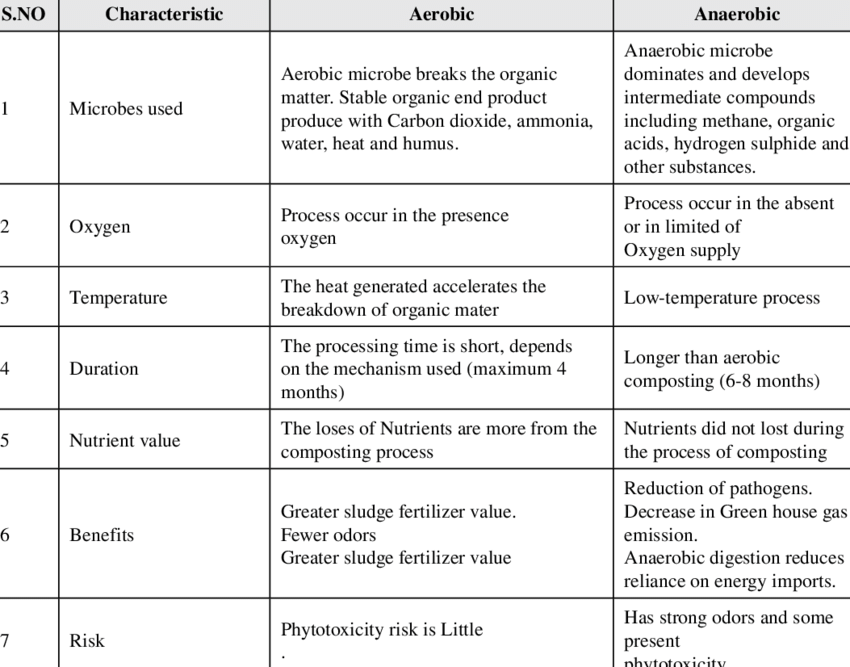 S.NO Characteristic Aerobic Anaerobic
1 Microbes used
Aerobic microbe breaks the organic
matter. Stable organic end product
produce with Carbon dioxide, ammonia,
water, heat and humus.
Anaerobic microbe
dominates and develops
intermediate compounds
including methane, organic
acids, hydrogen sulphide and
other substances.
2 Oxygen
Process occur in the presence
oxygen
Process occur in the absent
or in limited of
Oxygen supply
3 Temperature
The heat generated accelerates the
breakdown of organic mater
Low-temperature process
4 Duration
The processing time is short, depends
on the mechanism used (maximum 4
months)
Longer than aerobic
composting (6-8 months)
5 Nutrient value
The loses of Nutrients are more from the
composting process
Nutrients did not lost during
the process of composting
6 Benefits
Greater sludge fertilizer value.
Fewer odors
Greater sludge fertilizer value
Reduction of pathogens.
Decrease in Green house gas
emission.
Anaerobic digestion reduces
reliance on energy imports.
7 Risk
Phytotoxicity risk is Little
.
Has strong odors and some
present
phytotoxicity